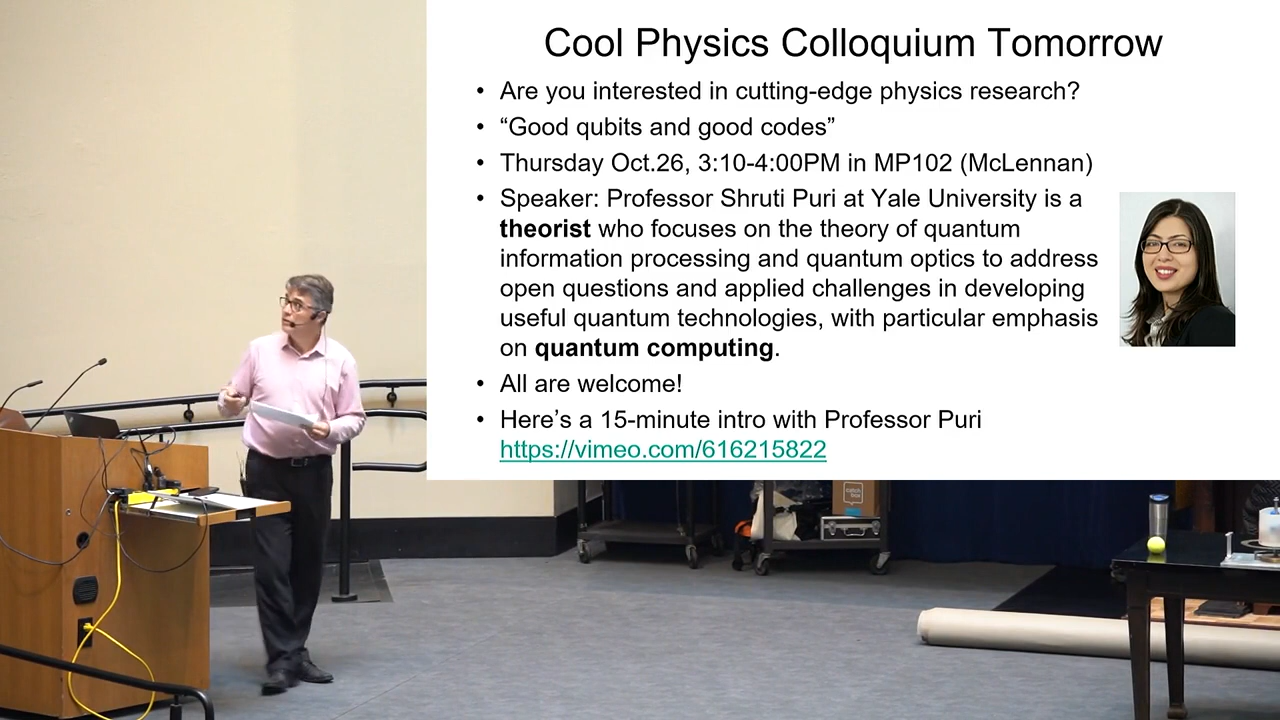 Cool Physics Colloquium Tomorrow
• Are you interested in cutting-edge physics research?
• “Good qubits and good codes”
• Thursday Oct.26, 3:10-4:00PM in MP102 (McLennan)
• Speaker: Professor Shruti Puri at Yale University is a
theorist who focuses on the theory of quantum
information processing and quantum optics to address
open questions and applied challenges in developing
useful quantum technologies, with particular emphasis
on quantum computing.
• All are welcome!
• Here’s a 15-minute intro with Professor Puri
https://vimeo.com/616215822